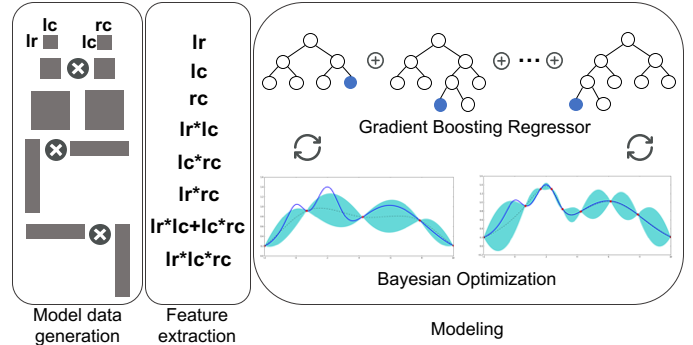 lc rc
lr lc
lr
lc
rc
lr*lc
lc*rc
lr*rc
lr*lc+lc*rc
lr*lc*rc
Gradient Boosting Regressor
Bayesian Optimization
Model data
generation
Feature
extraction
Modeling